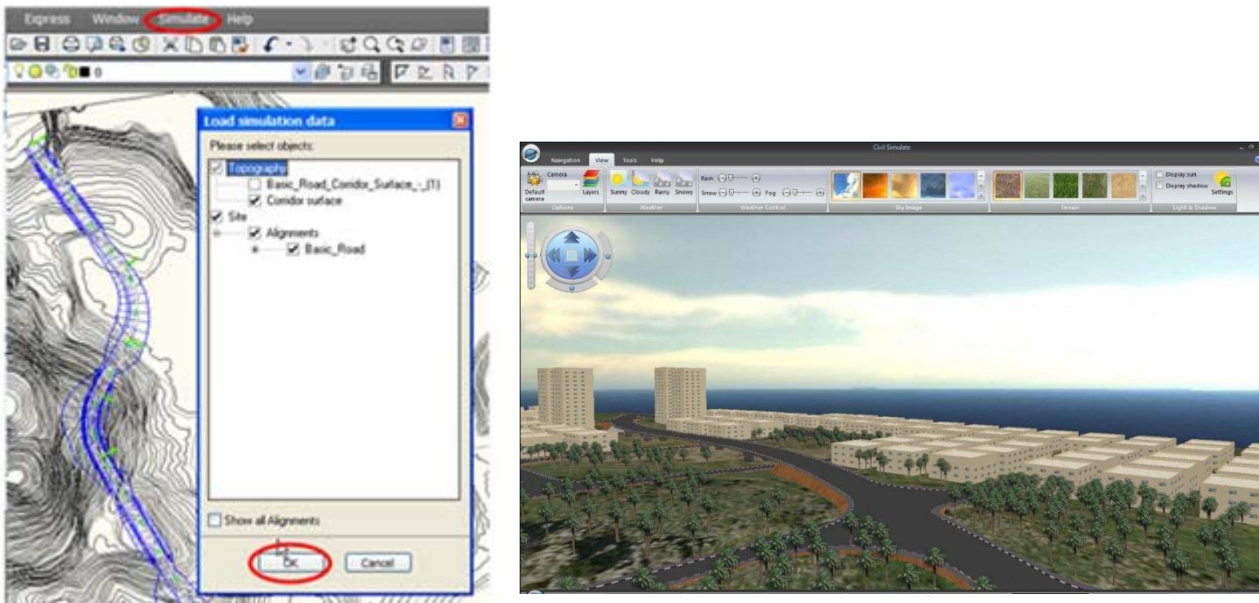 Express Window Simulate Help
0
Load simulation data
Please select objects:
Topography
Basic_Road_Corridor_Surface_-_(1)
Corridor surface
Site
Alignments
Basic_Road
Show all Alignments
OK Cancel
Civil Simulate
Navigation View Tools Help
Camera
Default camera
Layers
Options
Sunny Cloudy Rainy Snowy
Weather
Rain
Snow Fog
Weather Control
Sky Image
Terrain
Display sun
Display shadow
Settings
Light & Shadow